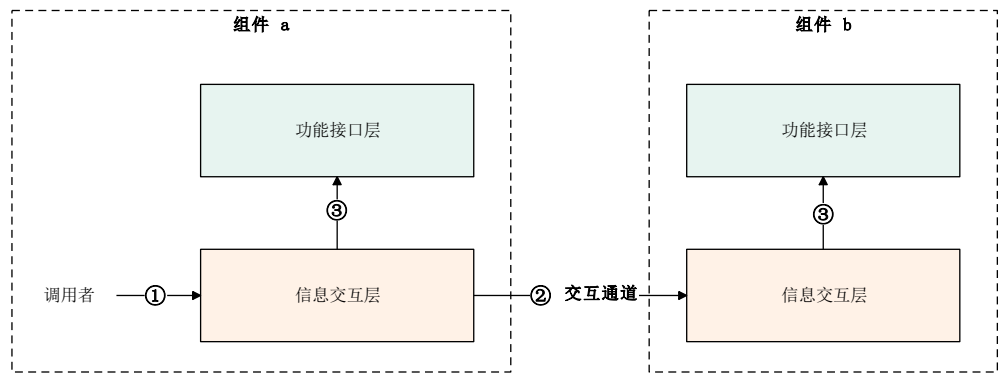 组件 a
组件 b
功能接口层
功能接口层
③
③
调用者
①
信息交互层
②
交互通道
信息交互层